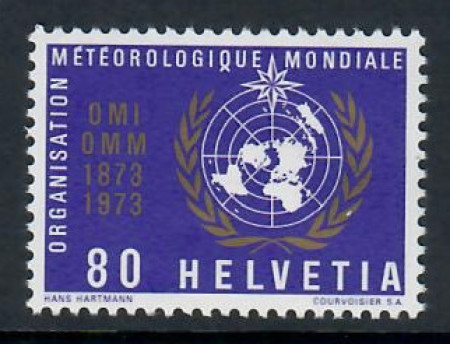 ORGANISATION
MÉTÉOROLOGIQUE MONDIALE
OMI
OMM
1873
1973
80 HELVETIA
HANS HARTMANN
COURVOISIER S.A.